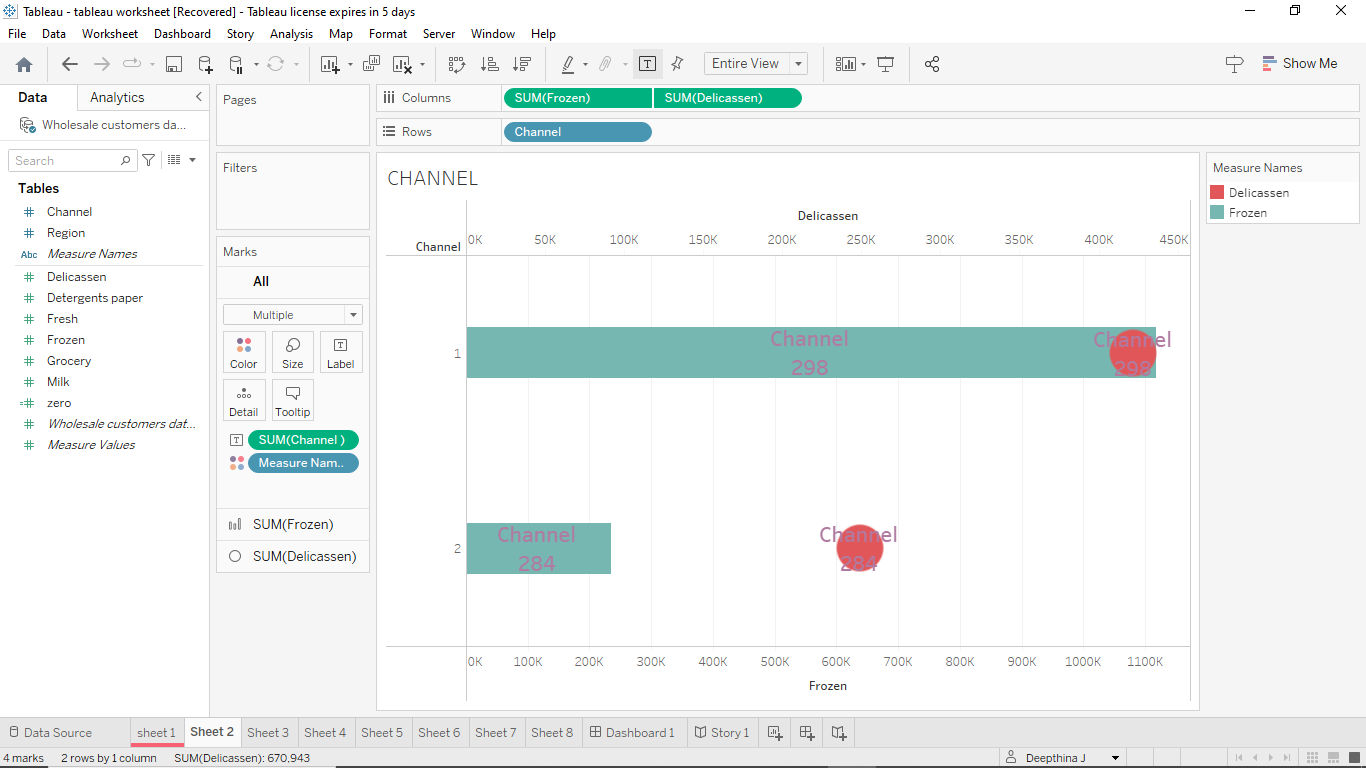 Tableau - tableau worksheet [Recovered] - Tableau license expires in 5 days
File Data Worksheet Dashboard Story Analysis Map Format Server Window Help
Entire View
Show Me
Data Analytics
Wholesale customers da...
Search
Tables
Channel
Region
Abc Measure Names
Delicassen
Detergents paper
Fresh
Frozen
Grocery
Milk
zero
Wholesale customers dat...
Measure Values
Pages
Filters
Marks
All
Multiple
Color Size Label
Detail Tooltip
SUM(Channel )
Measure Nam..
SUM(Frozen)
SUM(Delicassen)
Columns SUM(Frozen) SUM(Delicassen)
Rows Channel
CHANNEL
Delicassen
Channel 0K 50K 100K 150K 200K 250K 300K 350K 400K 450K
1
Channel
298
Channel
298
2
Channel
284
Channel
284
0K 100K 200K 300K 400K 500K 600K 700K 800K 900K 1000K 1100K
Frozen
Measure Names
Delicassen
Frozen
Data Source sheet 1 Sheet 2 Sheet 3 Sheet 4 Sheet 5 Sheet 6 Sheet 7 Sheet 8 Dashboard 1 Story 1
4 marks 2 rows by 1 column SUM(Delicassen): 670,943 Deepthina J